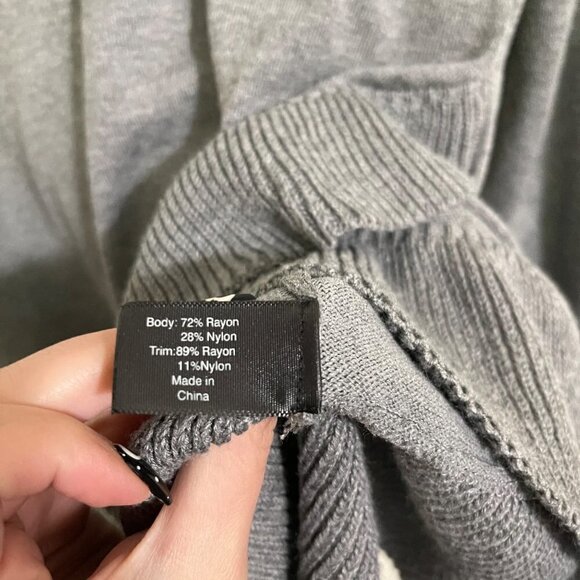 Body: 72% Rayon
28% Nylon
Trim:89% Rayon
11%Nylon
Made in
China